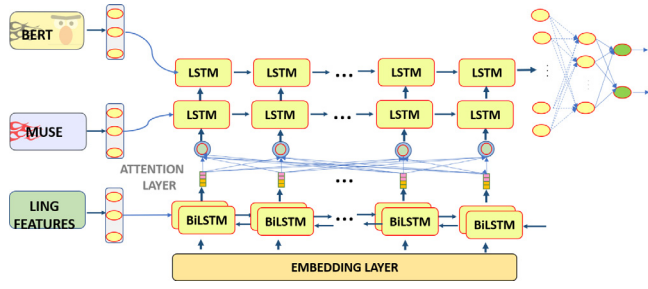 BERT
LSTM LSTM ... LSTM LSTM
MUSE
LSTM LSTM ... LSTM LSTM
ATTENTION
LAYER
...
LING
FEATURES
BiLSTM BiLSTM ... BiLSTM BiLSTM
EMBEDDING LAYER